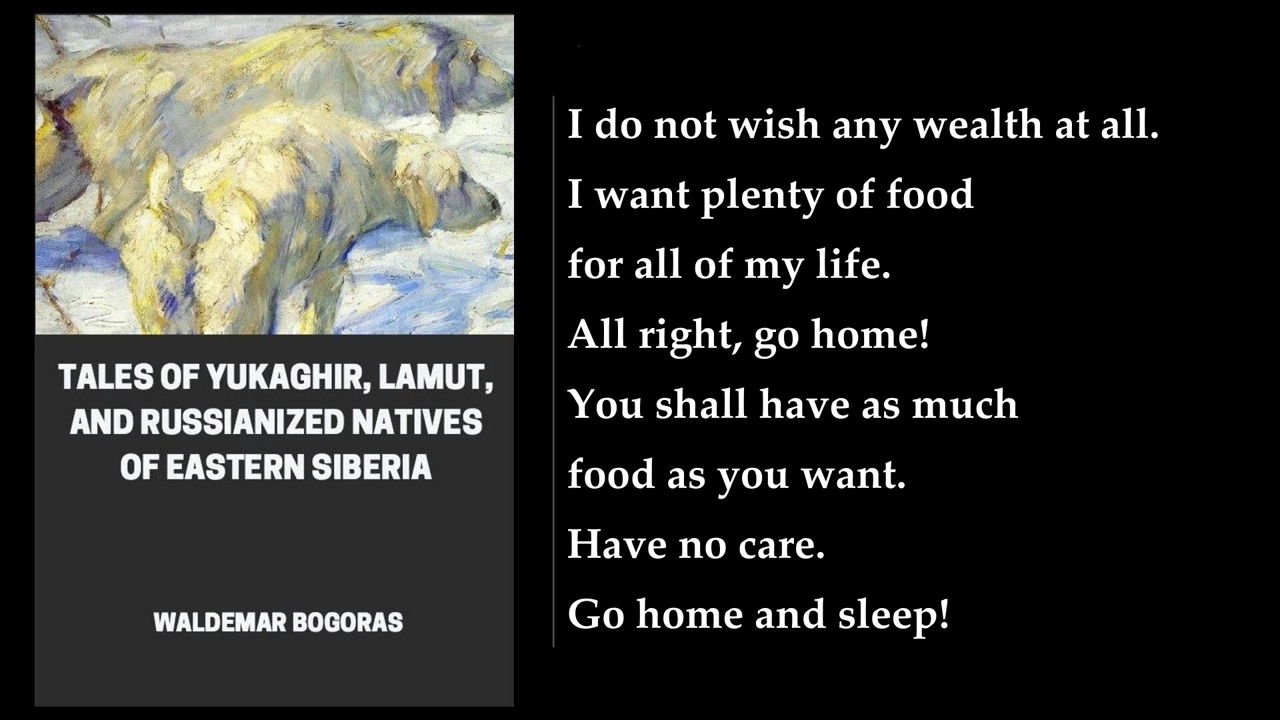 TALES OF YUKAGHIR, LAMUT,
AND RUSSIANIZED NATIVES
OF EASTERN SIBERIA
WALDEMAR BOGORAS
I do not wish any wealth at all.
I want plenty of food
for all of my life.
All right, go home!
You shall have as much
food as you want.
Have no care.
Go home and sleep!